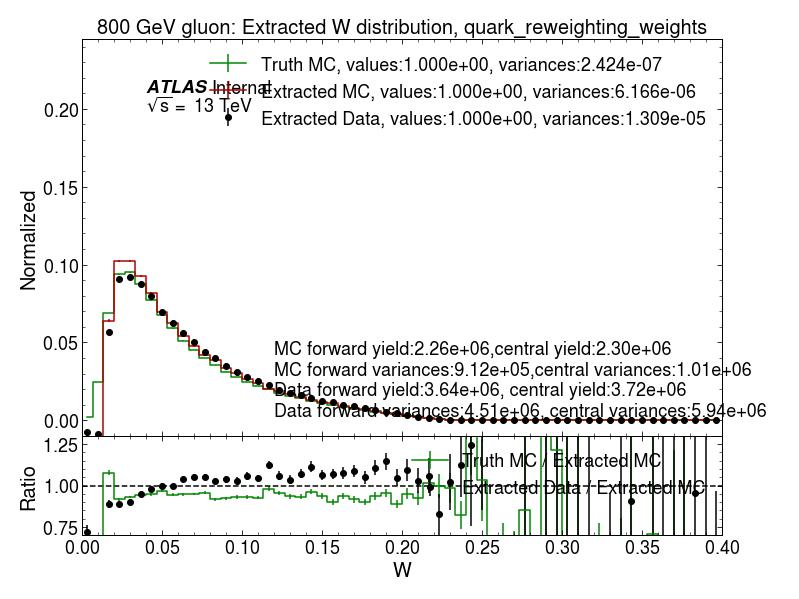 800 GeV gluon: Extracted W distribution, quark_reweighting_weights
Truth MC, values:1.000e+00, variances:2.424e-07
ATLAS Internal
Extracted MC, values:1.000e+00, variances:6.166e-06
√s = 13 TeV
Extracted Data, values:1.000e+00, variances:1.309e-05
Normalized
0.20
0.15
0.10
0.05
0.00
MC forward yield:2.26e+06,central yield:2.30e+06
MC forward variances:9.12e+05,central variances:1.01e+06
Data forward yield:3.64e+06, central yield:3.72e+06
Data forward variances:4.51e+06, central variances:5.94e+06
Ratio
1.25
1.00
0.75
Truth MC / Extracted MC
Extracted Data / Extracted MC
0.00 0.05 0.10 0.15 0.20 0.25 0.30 0.35 0.40
W